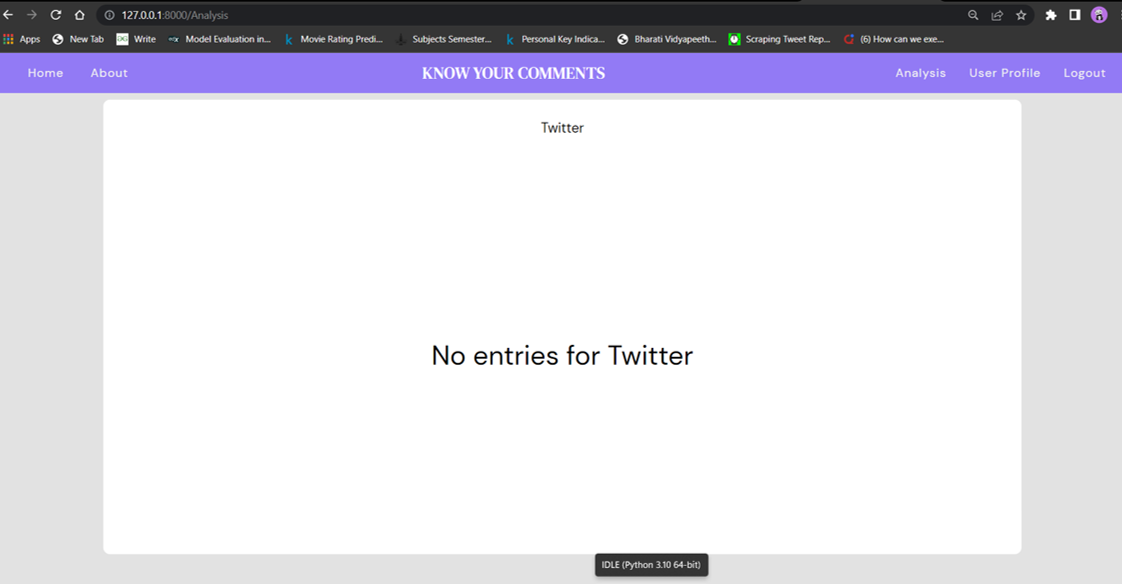 127.0.0.1:8000/Analysis
Apps New Tab Write Model Evaluation in... Movie Rating Predi... Subjects Semester... Personal Key Indica... Bharati Vidyapeeth... Scraping Tweet Rep... (6) How can we exe...
Home About KNOW YOUR COMMENTS Analysis User Profile Logout
Twitter
No entries for Twitter
IDLE (Python 3.10 64-bit)